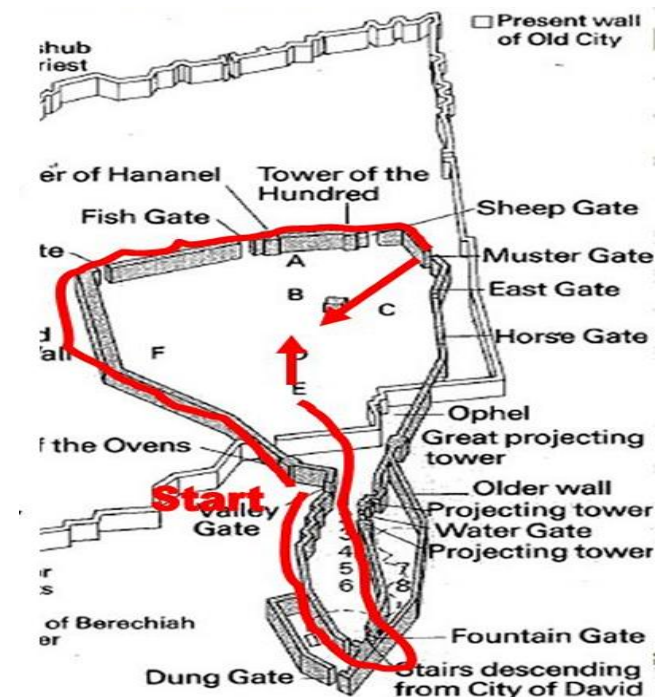 Present wall
of Old City
shub
riest
er of Hananel
Tower of the
Hundred
Fish Gate
Sheep Gate
te
A
Muster Gate
B
East Gate
C
Horse Gate
F
E
Ophel
f the Ovens
Great projecting
tower
Older wall
Start
Valley
Gate
Projecting tower
Water Gate
3
4
Projecting tower
5
7
6
8
of Berechiah
er
Fountain Gate
Dung Gate
Stairs descending
from City of David